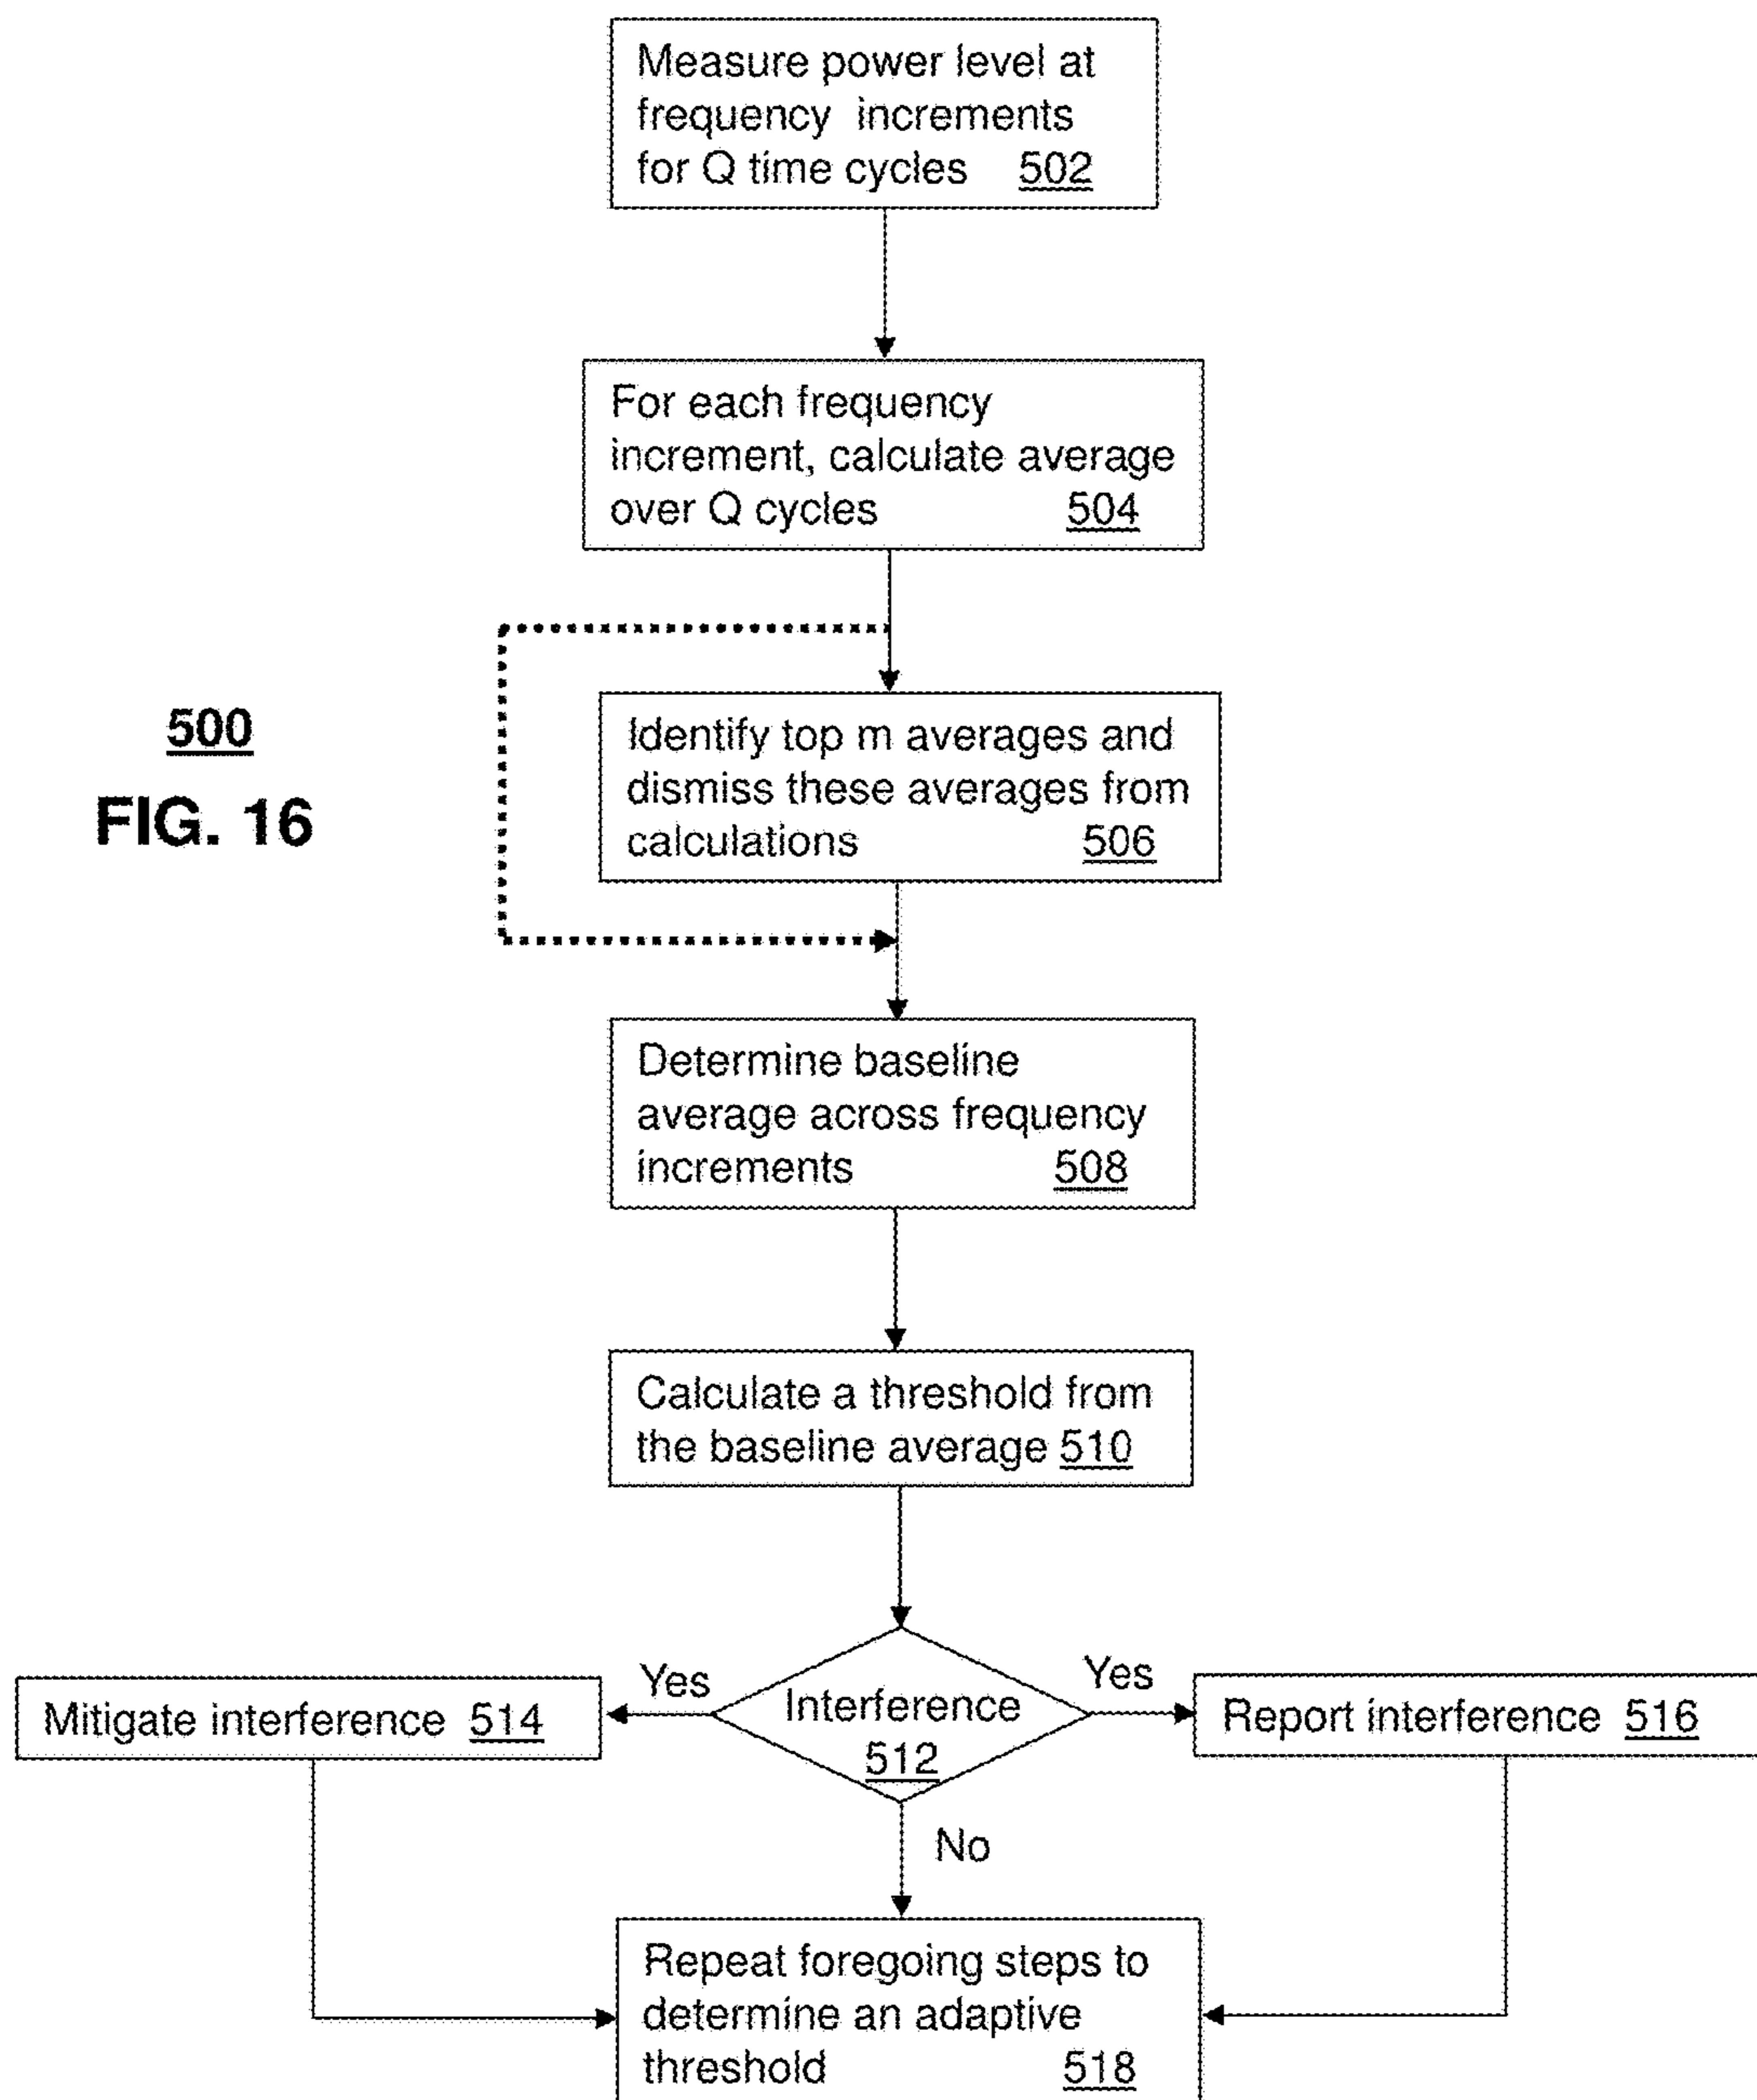 Measure power level at
frequency increments
for Q time cycles 502
For each frequency
increment, calculate average
over Q cycles 504
500
FIG. 16
Identify top m averages and
dismiss these averages from
calculations 506
Determine baseline
average across frequency
increments 508
Calculate a threshold from
the baseline average 510
Yes
Yes
Mitigate interference 514
Interference
512
Report interference 516
No
Repeat foregoing steps to
determine an adaptive
threshold 518